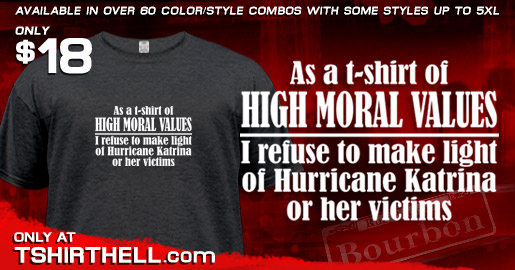 AVAILABLE IN OVER 60 COLOR/STYLE COMBOS WITH SOME STYLES UP TO 5XL
ONLY
$18
As a t-shirt of
HIGH MORAL VALUES
I refuse to make light
of Hurricane Katrina
or her victims
As a t-shirt of
HIGH MORAL VALUES
I refuse to make light
of Hurricane Katrina
or her victims
Bourbon
ONLY AT
TSHIRTHELL.com